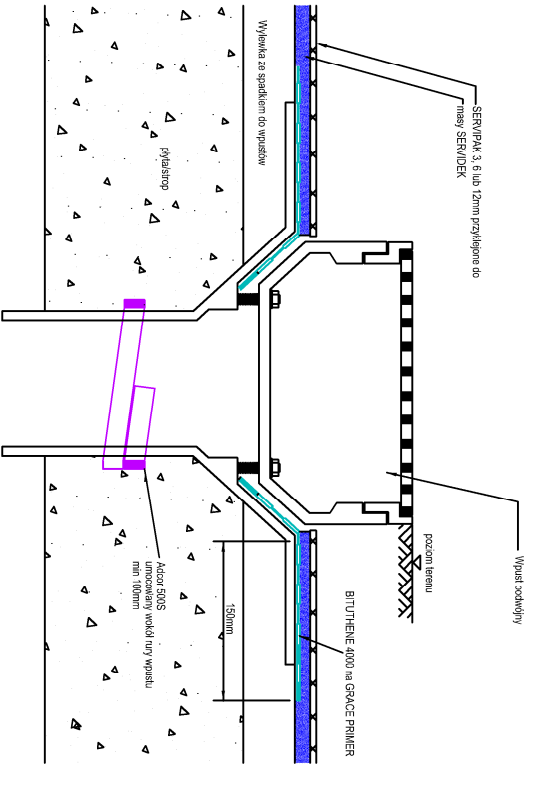 SERVIPAK 3, 6 lub 12mm przyklejone do
masy SERVIDEK
Wylewka ze spadkiem do wpustów
płyta/strop
Wpust podwójny
poziom terenu
BITUTHENE 4000 na GRACE PRIMER
150mm
Adcor 500S
umocowany wokół rury wpustu
min 100mm